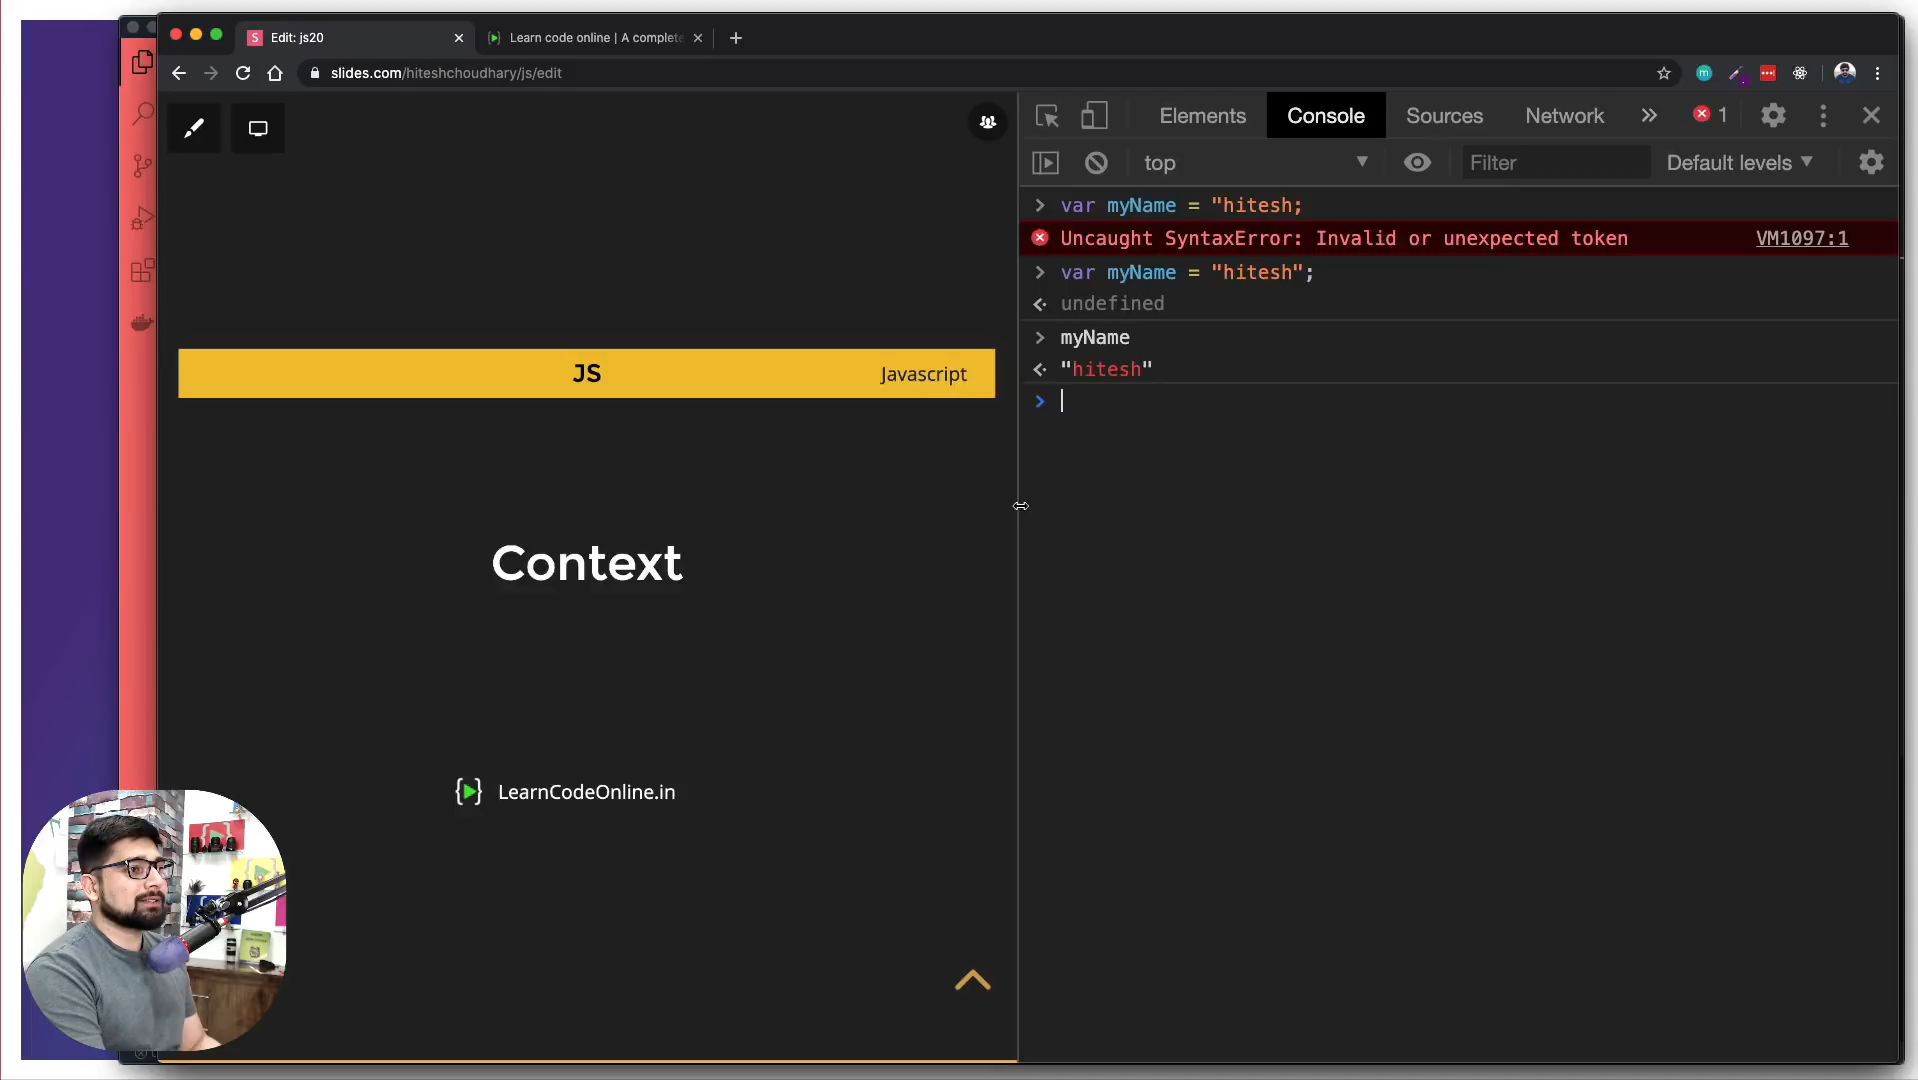 Edit: js20
Learn code online | A complete
slides.com/hiteshchoudhary/js/edit
Elements
Console
Sources
Network
1
top
Filter
Default levels
var myName = "hitesh;
Uncaught SyntaxError: Invalid or unexpected token
VM1097:1
var myName = "hitesh";
undefined
myName
"hitesh"
JS
Javascript
Context
LearnCodeOnline.in